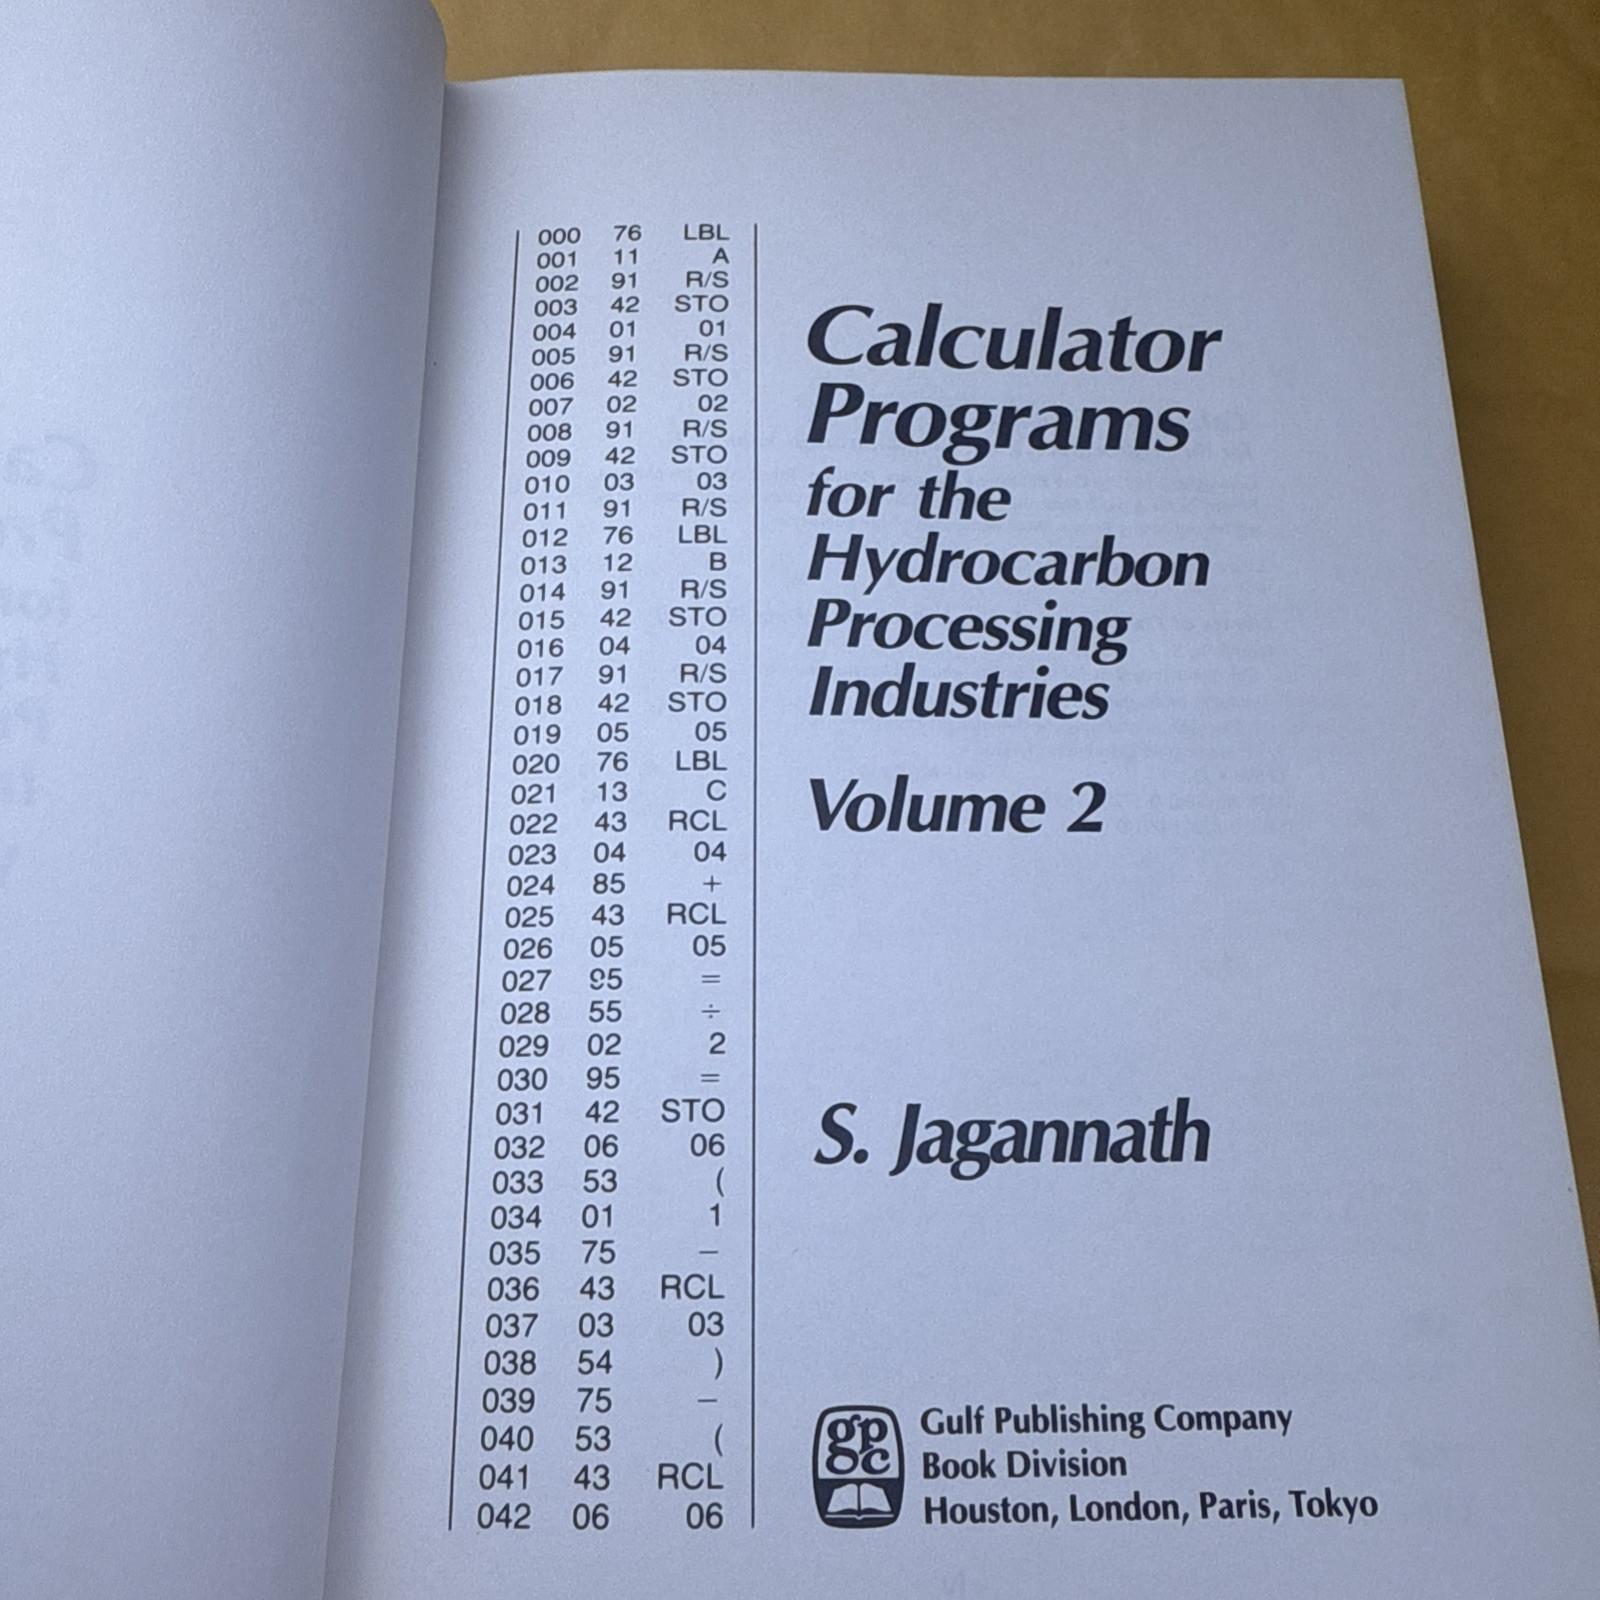 000 76 LBL
001 11 A
002 91 R/S
003 42 STO
004 01 01
005 91 R/S
006 42 STO
007 02 02
008 91 R/S
009 42 STO
010 03 03
011 91 R/S
012 76 LBL
013 12 B
014 91 R/S
015 42 STO
016 04 04
017 91 R/S
018 42 STO
019 05 05
020 76 LBL
021 13 C
022 43 RCL
023 04 04
024 85 +
025 43 RCL
026 05 05
027 95 =
028 55 ÷
029 02 2
030 95 =
031 42 STO
032 06 06
033 53 (
034 01 1
035 75 −
036 43 RCL
037 03 03
038 54 )
039 75 −
040 53 (
041 43 RCL
042 06 06
Calculator
Programs
for the
Hydrocarbon
Processing
Industries
Volume 2
S. Jagannath
gpc
Gulf Publishing Company
Book Division
Houston, London, Paris, Tokyo